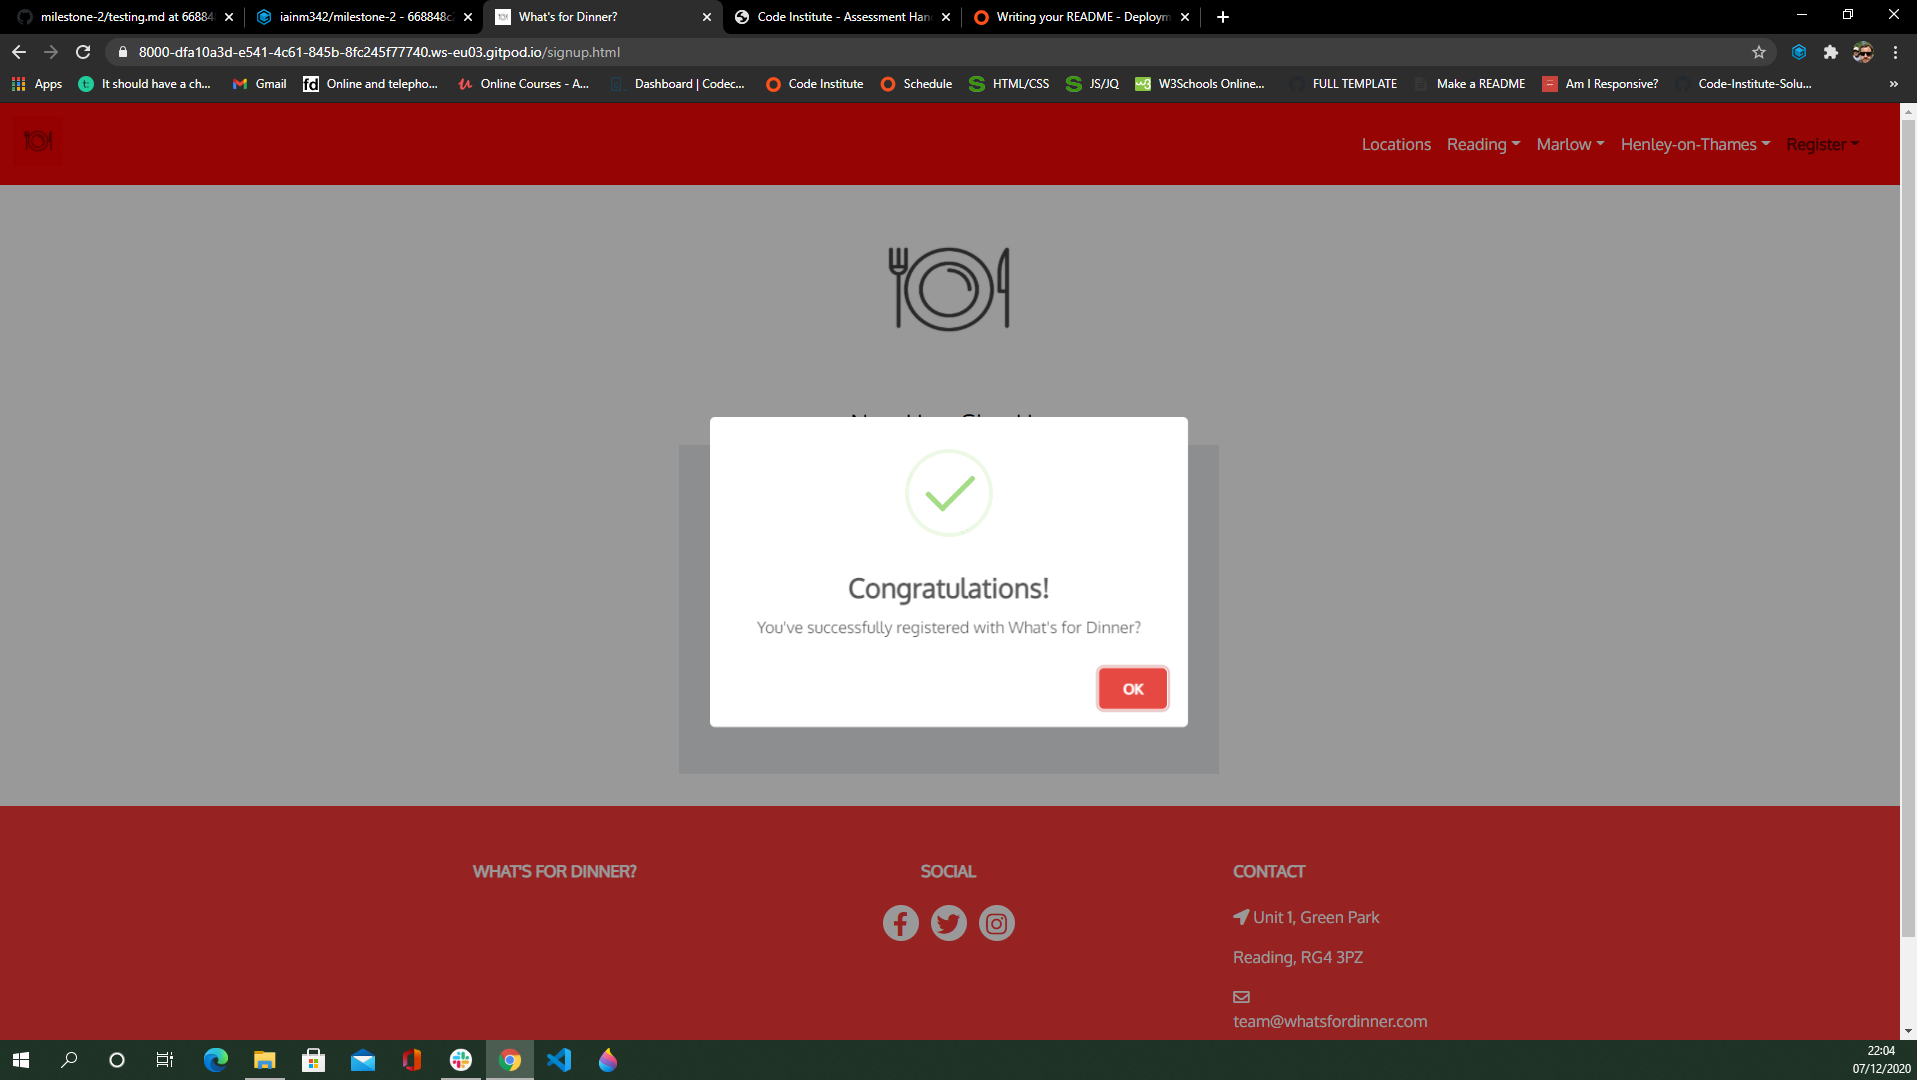 milestone-2/testing.md at 66884
iainm342/milestone-2 - 668848c
What's for Dinner?
Code Institute - Assessment Han
Writing your README - Deploym
8000-dfa10a3d-e541-4c61-845b-8fc245f77740.ws-eu03.gitpod.io/signup.html
Apps
It should have a ch...
Gmail
fd
Online and telepho...
Online Courses - A...
Dashboard | Codec...
Code Institute
Schedule
HTML/CSS
JS/JQ
W3Schools Online...
FULL TEMPLATE
Make a README
Am I Responsive?
Code-Institute-Solu...
»
Locations
Reading
Marlow
Henley-on-Thames
Register
Congratulations!
You've successfully registered with What's for Dinner?
OK
WHAT'S FOR DINNER?
SOCIAL
CONTACT
Unit 1, Green Park
Reading, RG4 3PZ
team@whatsfordinner.com
22:04
07/12/2020